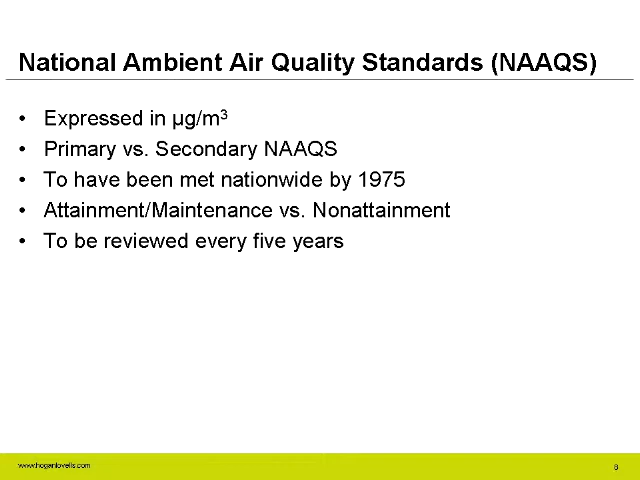 National Ambient Air Quality Standards (NAAQS)
• Expressed in µg/m³
• Primary vs. Secondary NAAQS
• To have been met nationwide by 1975
• Attainment/Maintenance vs. Nonattainment
• To be reviewed every five years
www.hoganlovells.com